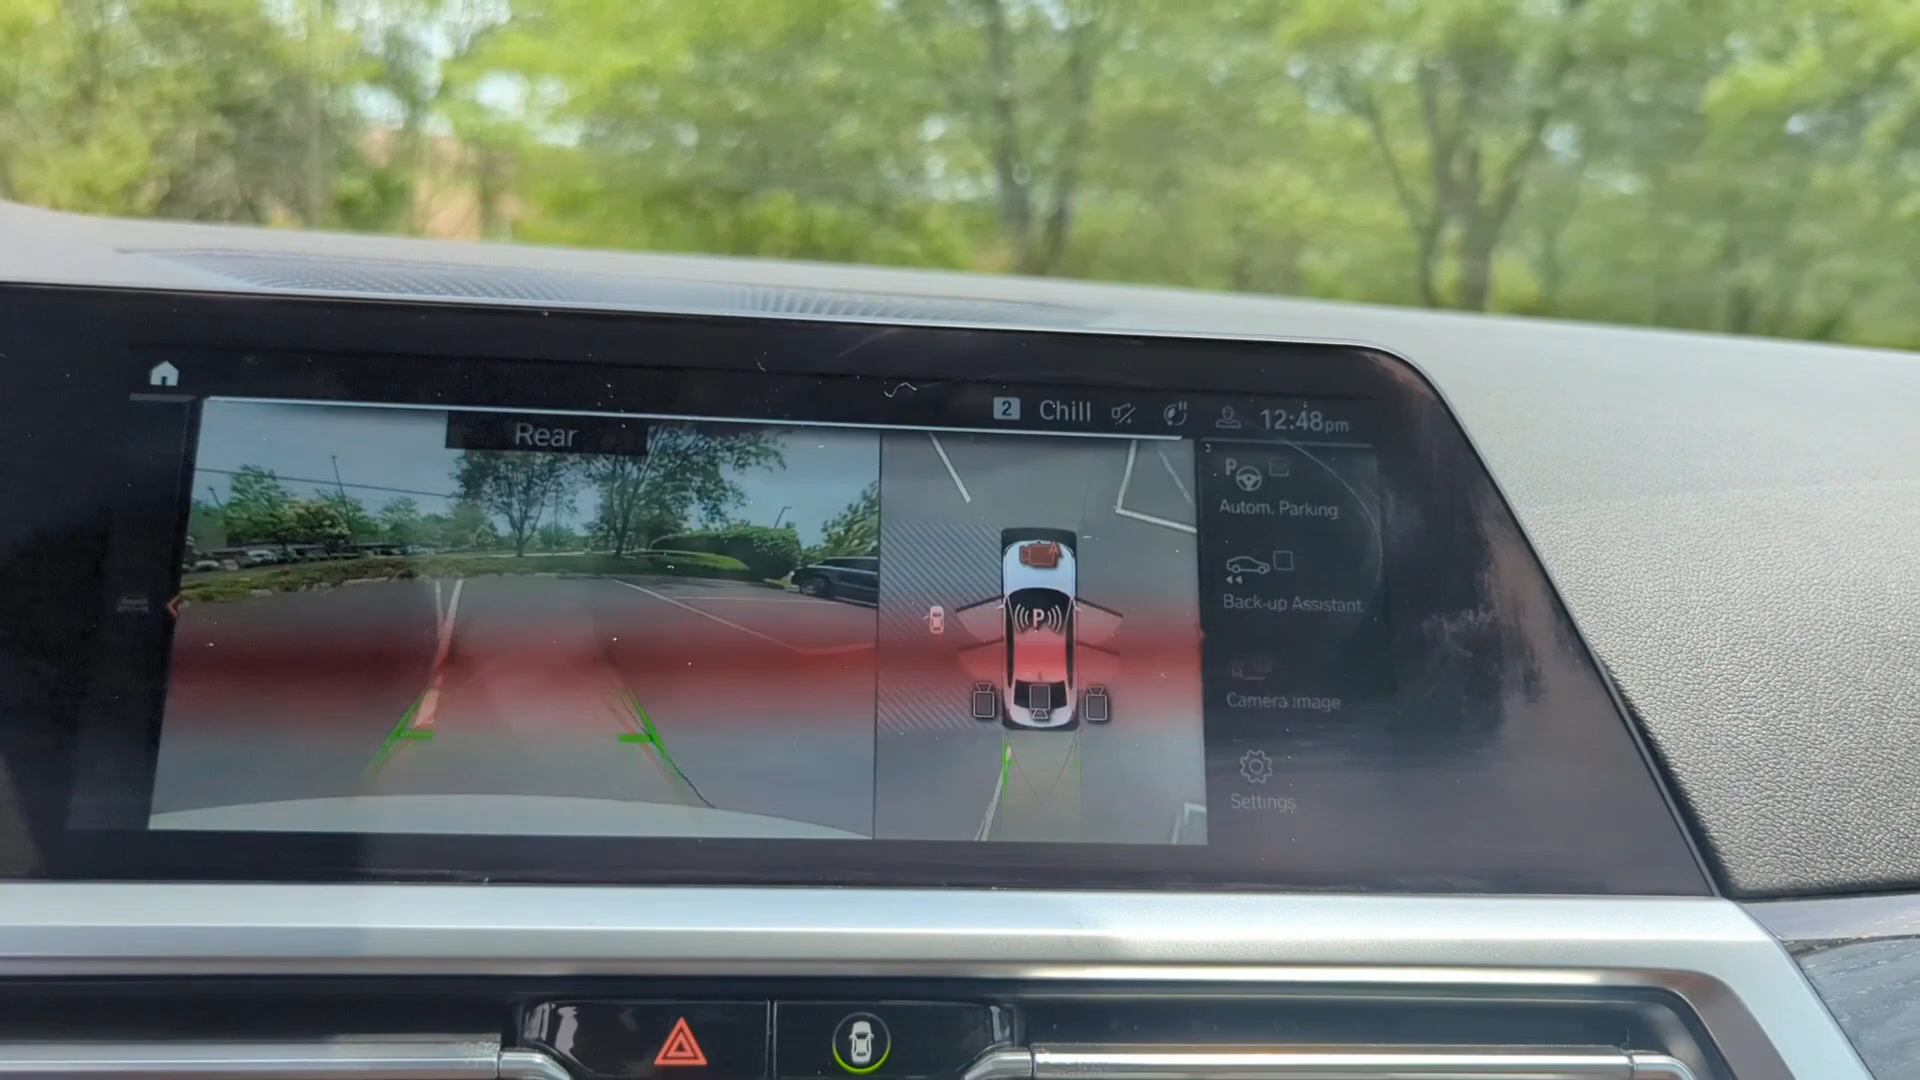 2 Chill 12:48pm
Rear
P
Autom. Parking
Back-up Assistant
P
Camera image
Settings